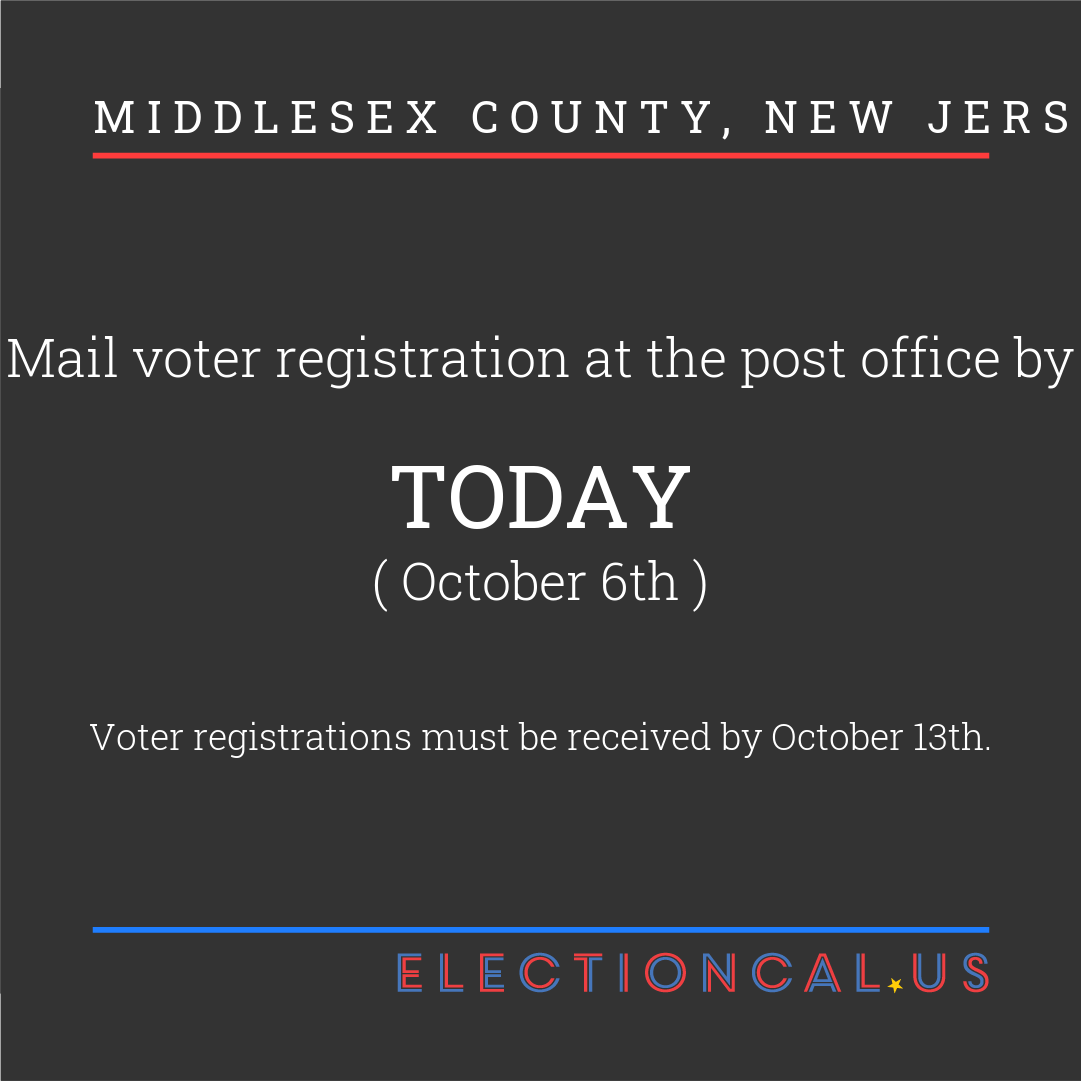 MIDDLESEX COUNTY, NEW JERS
Mail voter registration at the post office by
TODAY
( October 6th )
Voter registrations must be received by October 13th.
ELECTIONCAL.US